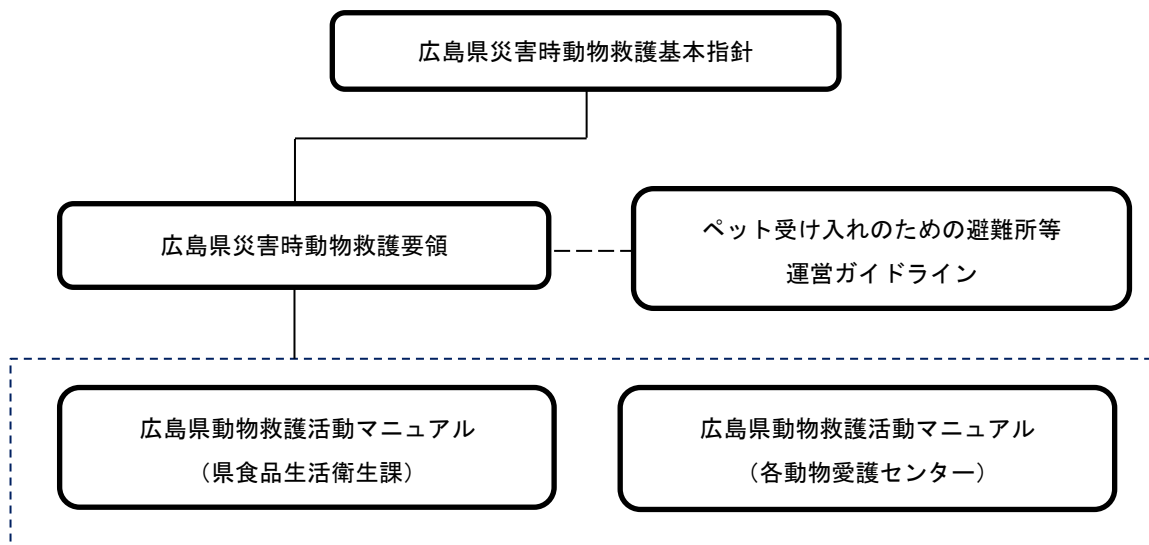 広島県災害時動物救護基本指針
広島県災害時動物救護要領
ペット受け入れのための避難所等
運営ガイドライン
広島県動物救護活動マニュアル
（県食品生活衛生課）
広島県動物救護活動マニュアル
（各動物愛護センター）